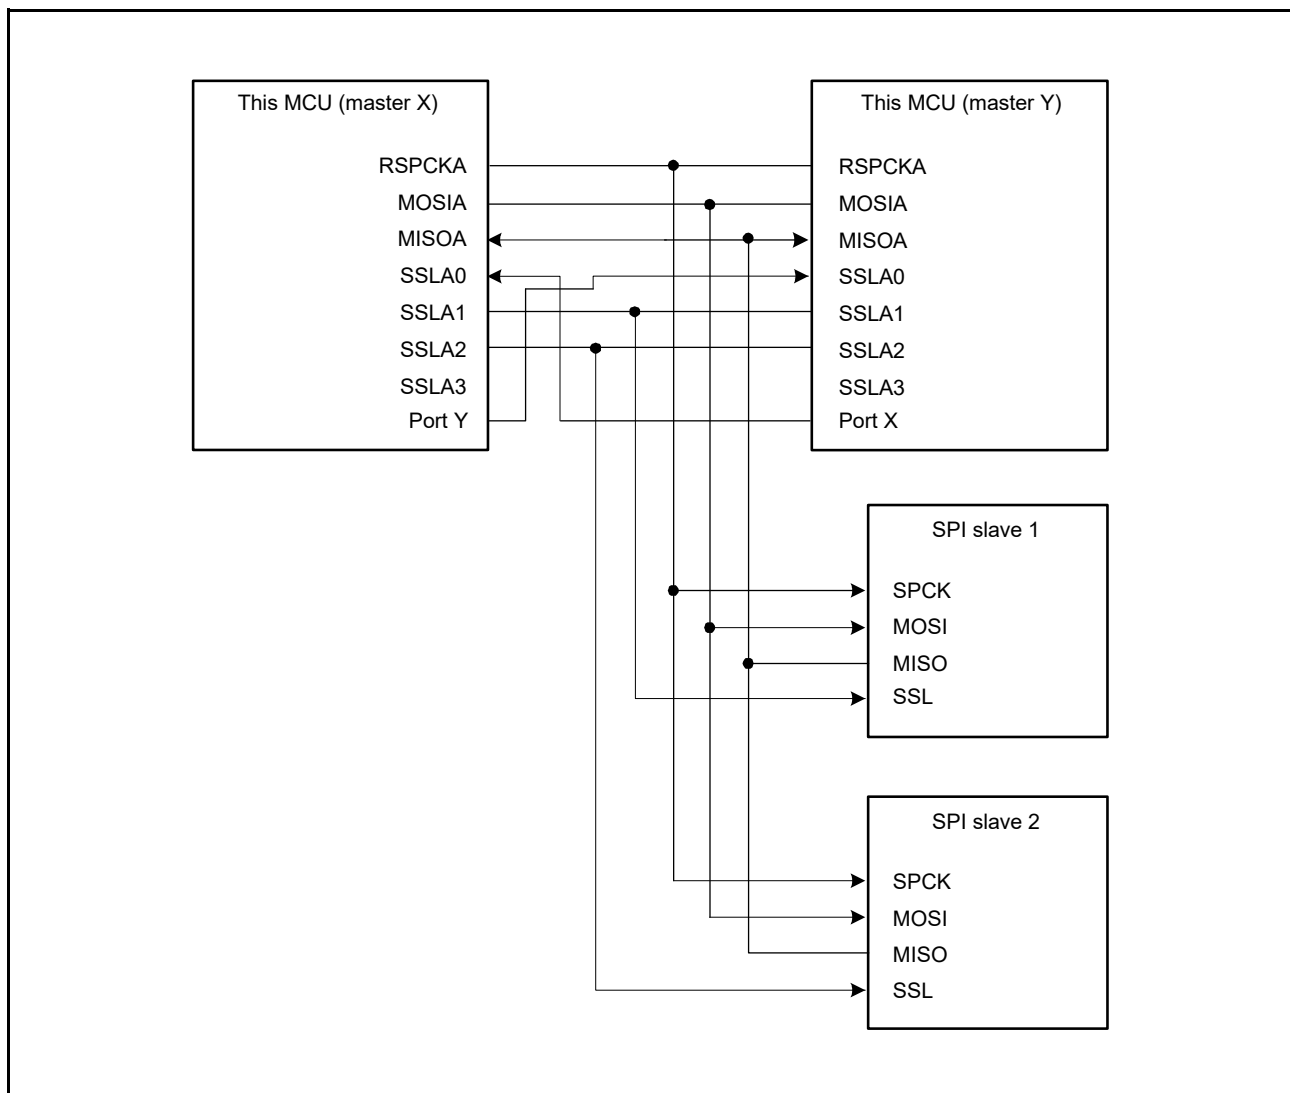 This MCU (master X)
RSPCKA
MOSIA
MISOA
SSLA0
SSLA1
SSLA2
SSLA3
Port Y
This MCU (master Y)
RSPCKA
MOSIA
MISOA
SSLA0
SSLA1
SSLA2
SSLA3
Port X
SPI slave 1
SPCK
MOSI
MISO
SSL
SPI slave 2
SPCK
MOSI
MISO
SSL